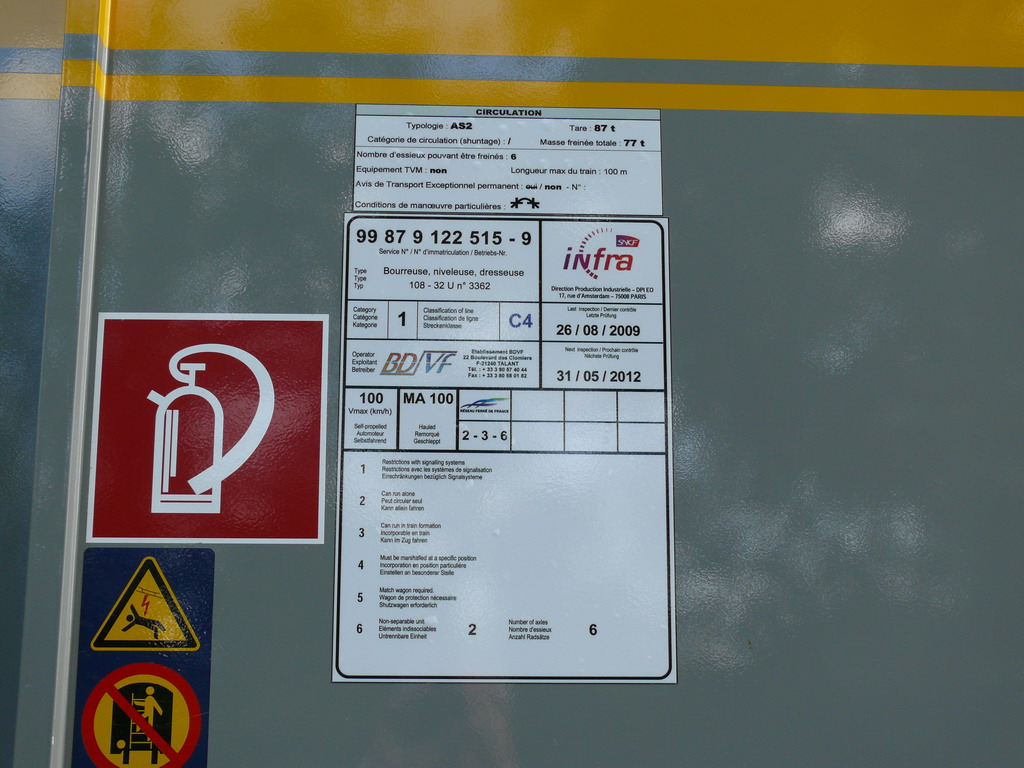 CIRCULATION
Typologie : AS2 Tare : 87 t
Catégorie de circulation (shuntage) : / Masse freinée totale : 77 t
Nombre d'essieux pouvant être freinés : 6
Equipement TVM : non Longueur max du train : 100 m
Avis de Transport Exceptionnel permanent : oui / non - N° :
Conditions de manœuvre particulières :
99 87 9 122 515 - 9
Service N° / N° d'immatriculation / Betriebs-Nr.
SNCF
infra
Type
Type
Typ
Bourreuse, niveleuse, dresseuse
108 - 32 U n° 3362
Direction Production Industrielle – DPI EO
17, rue d'Amsterdam – 75008 PARIS
Category
Catégorie
Kategorie
1
Classification of line
Classification de ligne
Streckenklasse
C4
Last Inspection / Dernier contrôle
Letzte Prüfung
26 / 08 / 2009
Operator
Exploitant
Betreiber
BD/VF
Etablissement BDVF
22 Boulevard des Clomiers
F-21240 TALANT
Tél. : + 33 3 80 57 40 44
Fax : + 33 3 80 58 01 82
Next inspection / Prochain contrôle
Nächste Prüfung
31 / 05 / 2012
100
Vmax (km/h)
Self-propelled
Automoteur
Selbstfahrend
MA 100
Hauled
Remorqué
Geschleppt
RÉSEAU FERRÉ DE FRANCE
2 - 3 - 6
1
Restrictions with signalling systems
Restrictions avec les systèmes de signalisation
Einschränkungen bezüglich Signalsysteme
2
Can run alone
Peut circuler seul
Kann allein fahren
3
Can run in train formation
Incorporable en train
Kann im Zug fahren
4
Must be marshalled at a specific position
Incorporation en position particulière
Einstellen an besonderer Stelle
5
Match wagon required.
Wagon de protection nécessaire
Shutzwagen erforderlich
6
Non-separable unit
Eléments indissociables
Untrennbare Einheit
2
Number of axles
Nombre d'essieux
Anzahl Radsätze
6